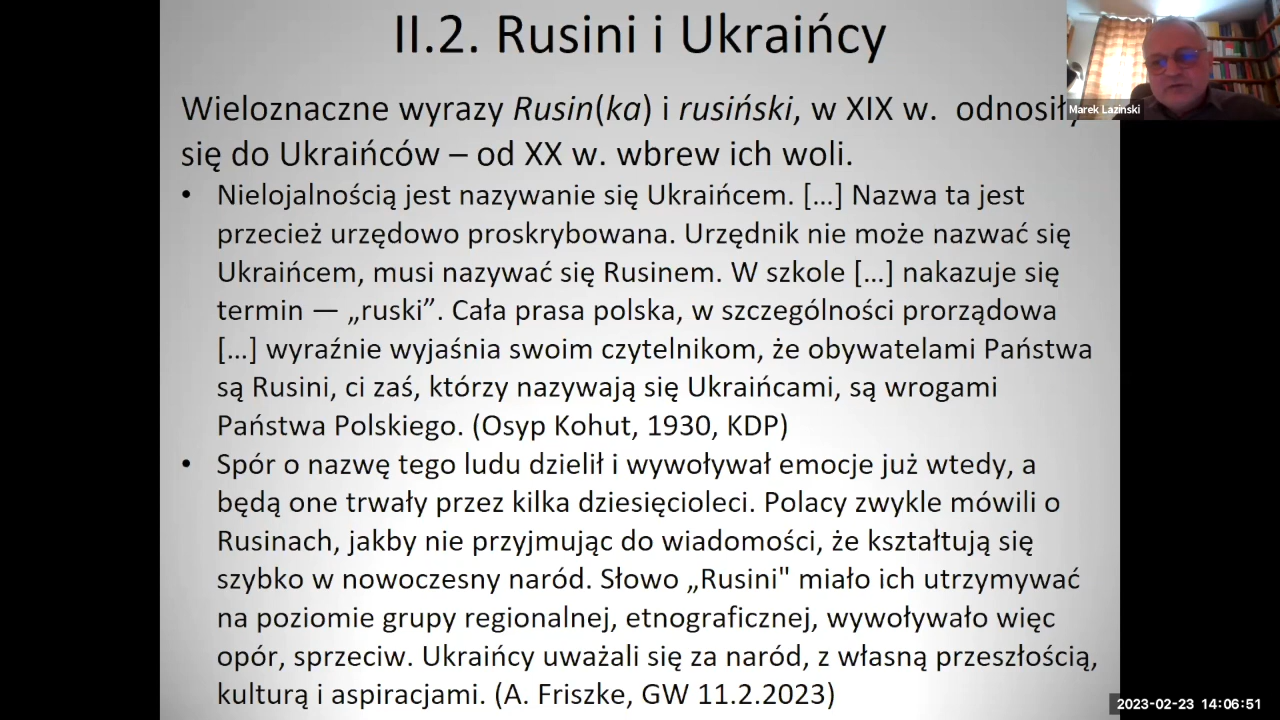 II.2. Rusini i Ukraińcy
Marek Lazinski
Wieloznaczne wyrazy Rusin(ka) i rusiński, w XIX w. odnosiły
się do Ukraińców – od XX w. wbrew ich woli.
• Nielojalnością jest nazywanie się Ukraińcem. […] Nazwa ta jest
przecież urzędowo proskrybowana. Urzędnik nie może nazwać się
Ukraińcem, musi nazywać się Rusinem. W szkole […] nakazuje się
termin — „ruski”. Cała prasa polska, w szczególności prorządowa
[…] wyraźnie wyjaśnia swoim czytelnikom, że obywatelami Państwa
są Rusini, ci zaś, którzy nazywają się Ukraińcami, są wrogami
Państwa Polskiego. (Osyp Kohut, 1930, KDP)
• Spór o nazwę tego ludu dzielił i wywoływał emocje już wtedy, a
będą one trwały przez kilka dziesięcioleci. Polacy zwykle mówili o
Rusinach, jakby nie przyjmując do wiadomości, że kształtują się
szybko w nowoczesny naród. Słowo „Rusini" miało ich utrzymywać
na poziomie grupy regionalnej, etnograficznej, wywoływało więc
opór, sprzeciw. Ukraińcy uważali się za naród, z własną przeszłością,
kulturą i aspiracjami. (A. Friszke, GW 11.2.2023)
2023-02-23 14:06:51